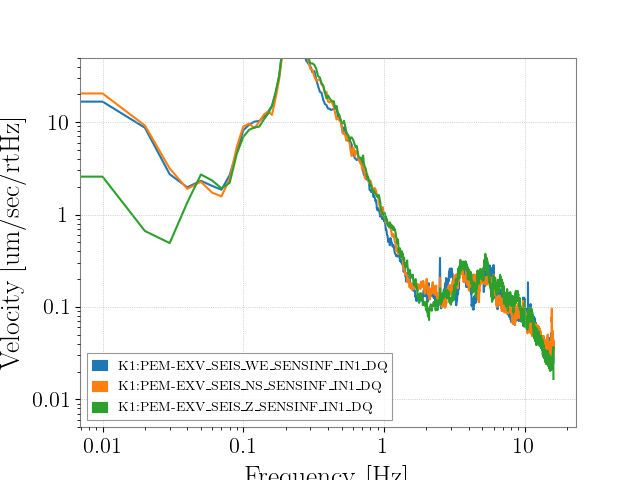 Velocity [um/sec/rtHz]
10
1
0.1
0.01
K1:PEM-EXV_SEIS_WE_SENSINF_IN1_DQ
K1:PEM-EXV_SEIS_NS_SENSINF_IN1_DQ
K1:PEM-EXV_SEIS_Z_SENSINF_IN1_DQ
0.01 0.1 1 10
Frequency [Hz]